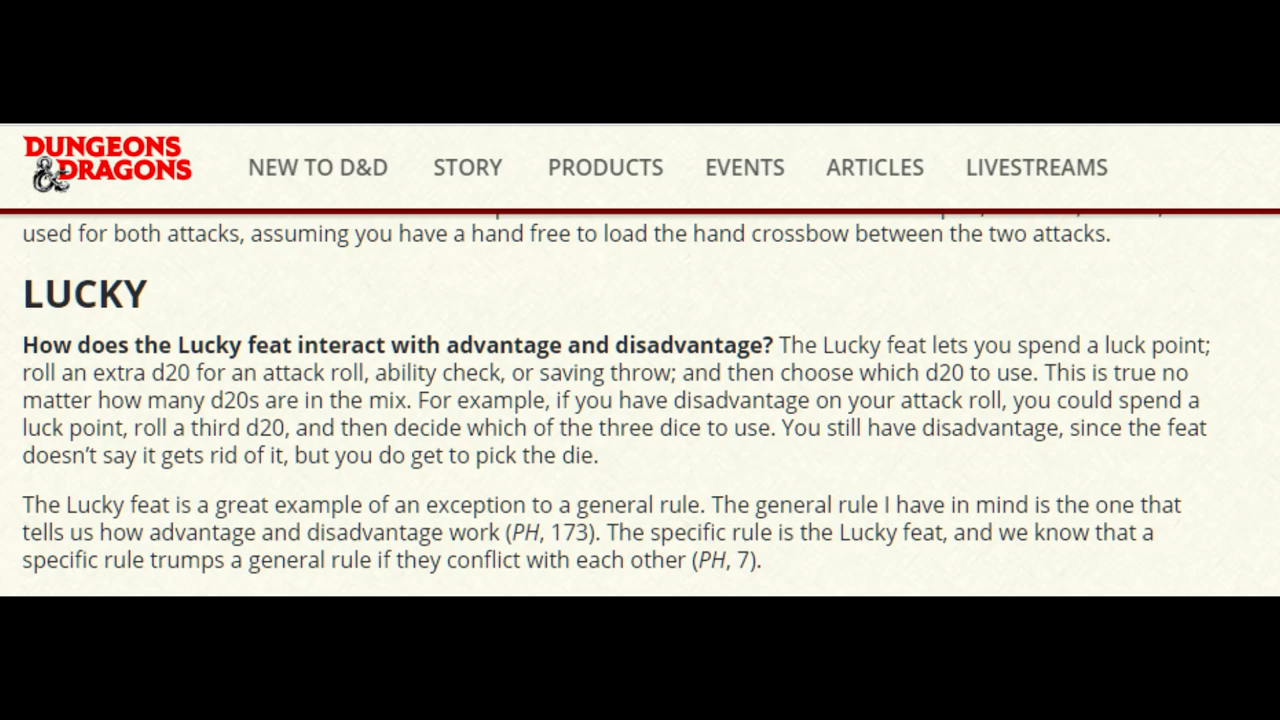 DUNGEONS
& DRAGONS
NEW TO D&D STORY PRODUCTS EVENTS ARTICLES LIVESTREAMS
used for both attacks, assuming you have a hand free to load the hand crossbow between the two attacks.
LUCKY
How does the Lucky feat interact with advantage and disadvantage? The Lucky feat lets you spend a luck point;
roll an extra d20 for an attack roll, ability check, or saving throw; and then choose which d20 to use. This is true no
matter how many d20s are in the mix. For example, if you have disadvantage on your attack roll, you could spend a
luck point, roll a third d20, and then decide which of the three dice to use. You still have disadvantage, since the feat
doesn’t say it gets rid of it, but you do get to pick the die.
The Lucky feat is a great example of an exception to a general rule. The general rule I have in mind is the one that
tells us how advantage and disadvantage work (PH, 173). The specific rule is the Lucky feat, and we know that a
specific rule trumps a general rule if they conflict with each other (PH, 7).